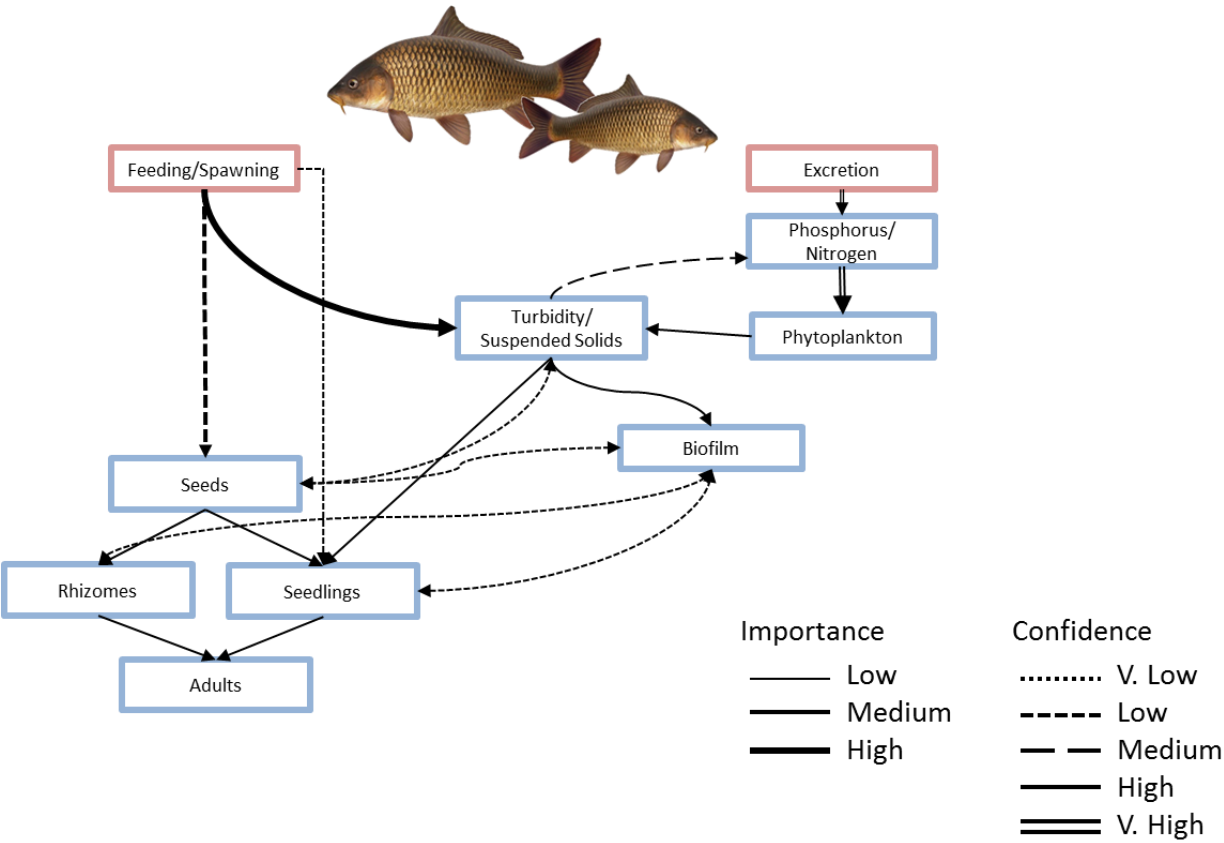 Feeding/Spawning
Excretion
Phosphorus/
Nitrogen
Turbidity/
Suspended Solids
Phytoplankton
Biofilm
Seeds
Rhizomes
Seedlings
Adults
Importance
Low
Medium
High
Confidence
V. Low
Low
Medium
High
V. High